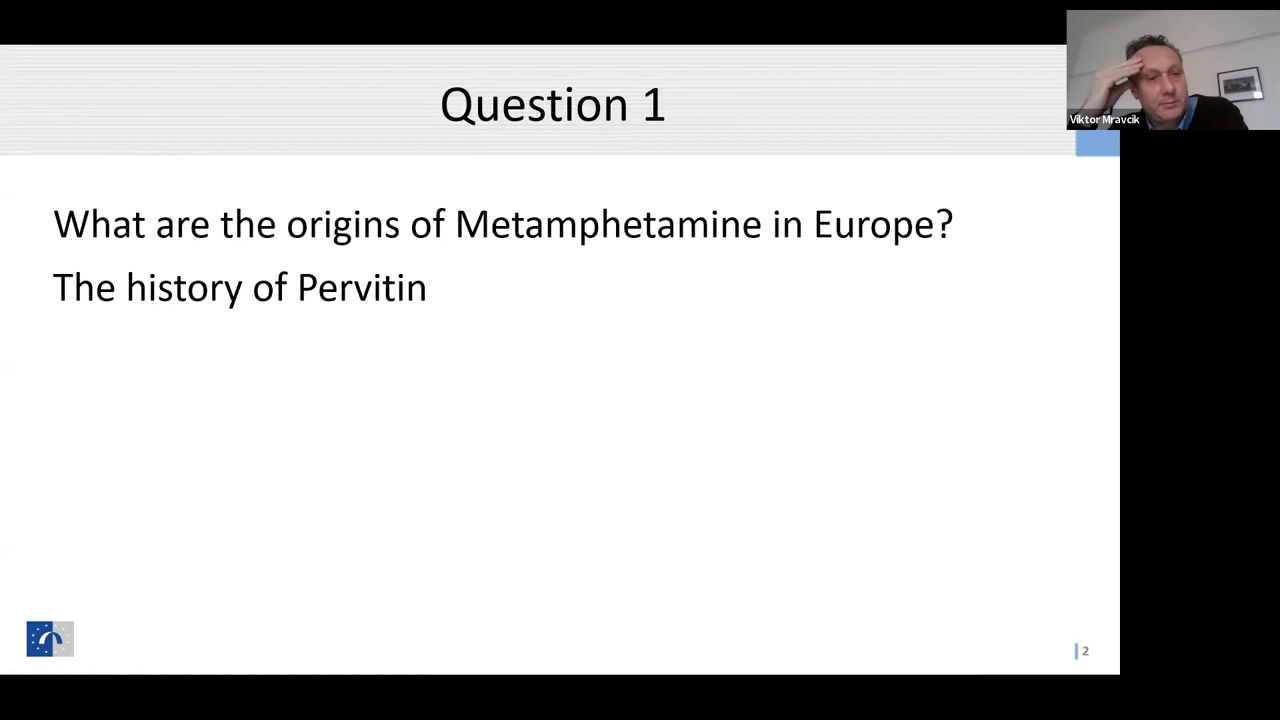 Question 1
Viktor Mravcik
What are the origins of Metamphetamine in Europe?
The history of Pervitin
2